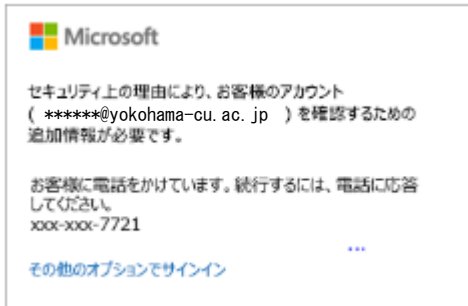 Microsoft
セキュリティ上の理由により、お客様のアカウント
( ******@yokohama-cu.ac.jp ) を確認するための
追加情報が必要です。
お客様に電話をかけています。続行するには、電話に応答
してください。
xxx-xxx-7721
その他のオプションでサインイン